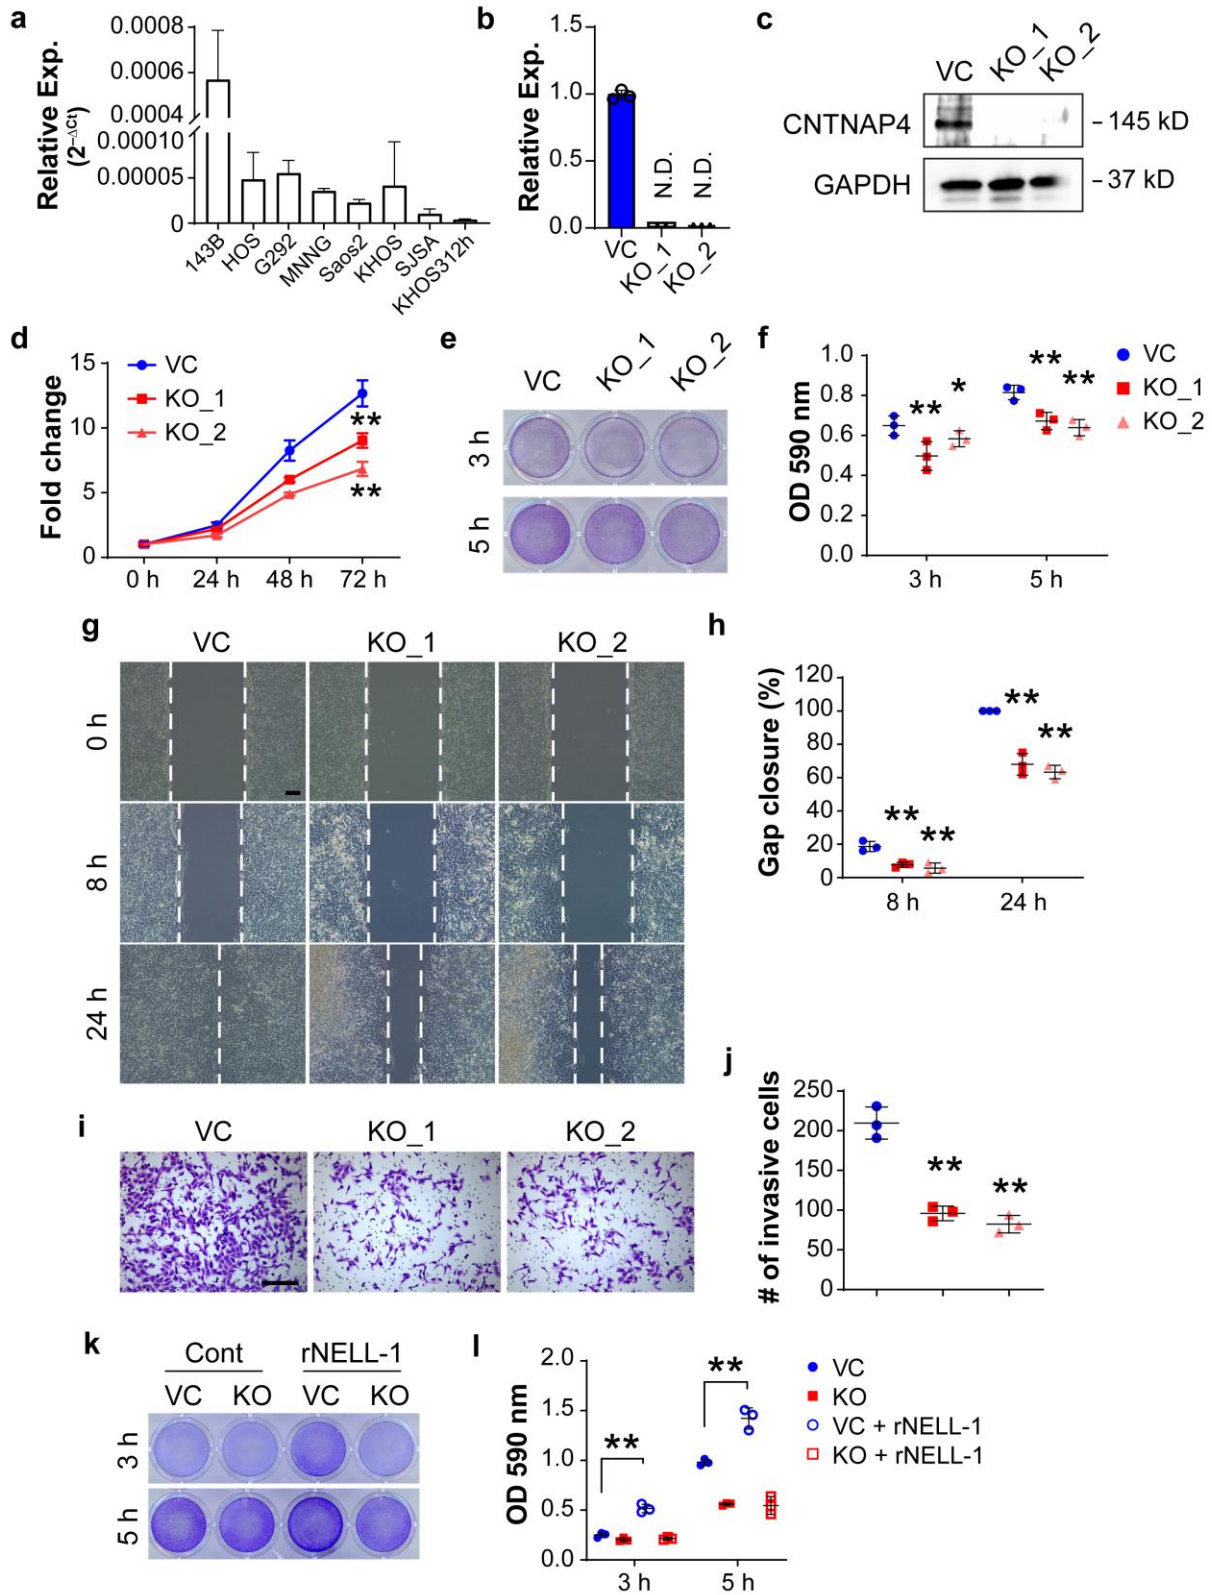 a
Relative Exp.
(2^−ΔCt)
0.0008
0.0006
0.0004
0.00010
0.00005
0
143B
HOS
G292
MNNG
Saos2
KHOS
SJSA
KHOS312h
b
Relative Exp.
1.5
1.0
0.5
0.0
N.D.
N.D.
VC
KO_1
KO_2
c
VC
KO_1
KO_2
CNTNAP4
- 145 kD
GAPDH
- 37 kD
d
Fold change
15
10
5
0
VC
KO_1
KO_2
**
**
0 h
24 h
48 h
72 h
e
VC
KO_1
KO_2
3 h
5 h
f
OD 590 nm
1.0
0.8
0.6
0.4
0.2
0.0
**
*
**
**
3 h
5 h
VC
KO_1
KO_2
g
VC
KO_1
KO_2
0 h
8 h
24 h
h
Gap closure (%)
120
100
80
60
40
20
0
**
**
**
**
8 h
24 h
i
VC
KO_1
KO_2
j
# of invasive cells
250
200
150
100
50
0
**
**
k
Cont
rNELL-1
VC
KO
VC
KO
3 h
5 h
l
OD 590 nm
2.0
1.5
1.0
0.5
0.0
**
**
3 h
5 h
VC
KO
VC + rNELL-1
KO + rNELL-1